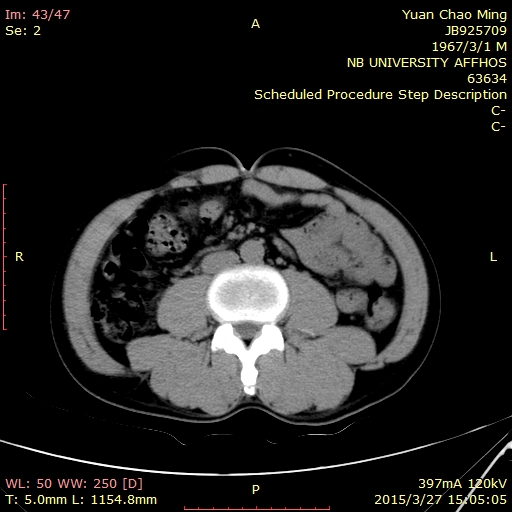 Im: 43/47
Se: 2
A
Yuan Chao Ming
JB925709
1967/3/1 M
NB UNIVERSITY AFFHOS
63634
Scheduled Procedure Step Description
C-
C-
R
L
WL: 50 WW: 250 [D]
T: 5.0mm L: 1154.8mm
P
397mA 120kV
2015/3/27 15:05:05